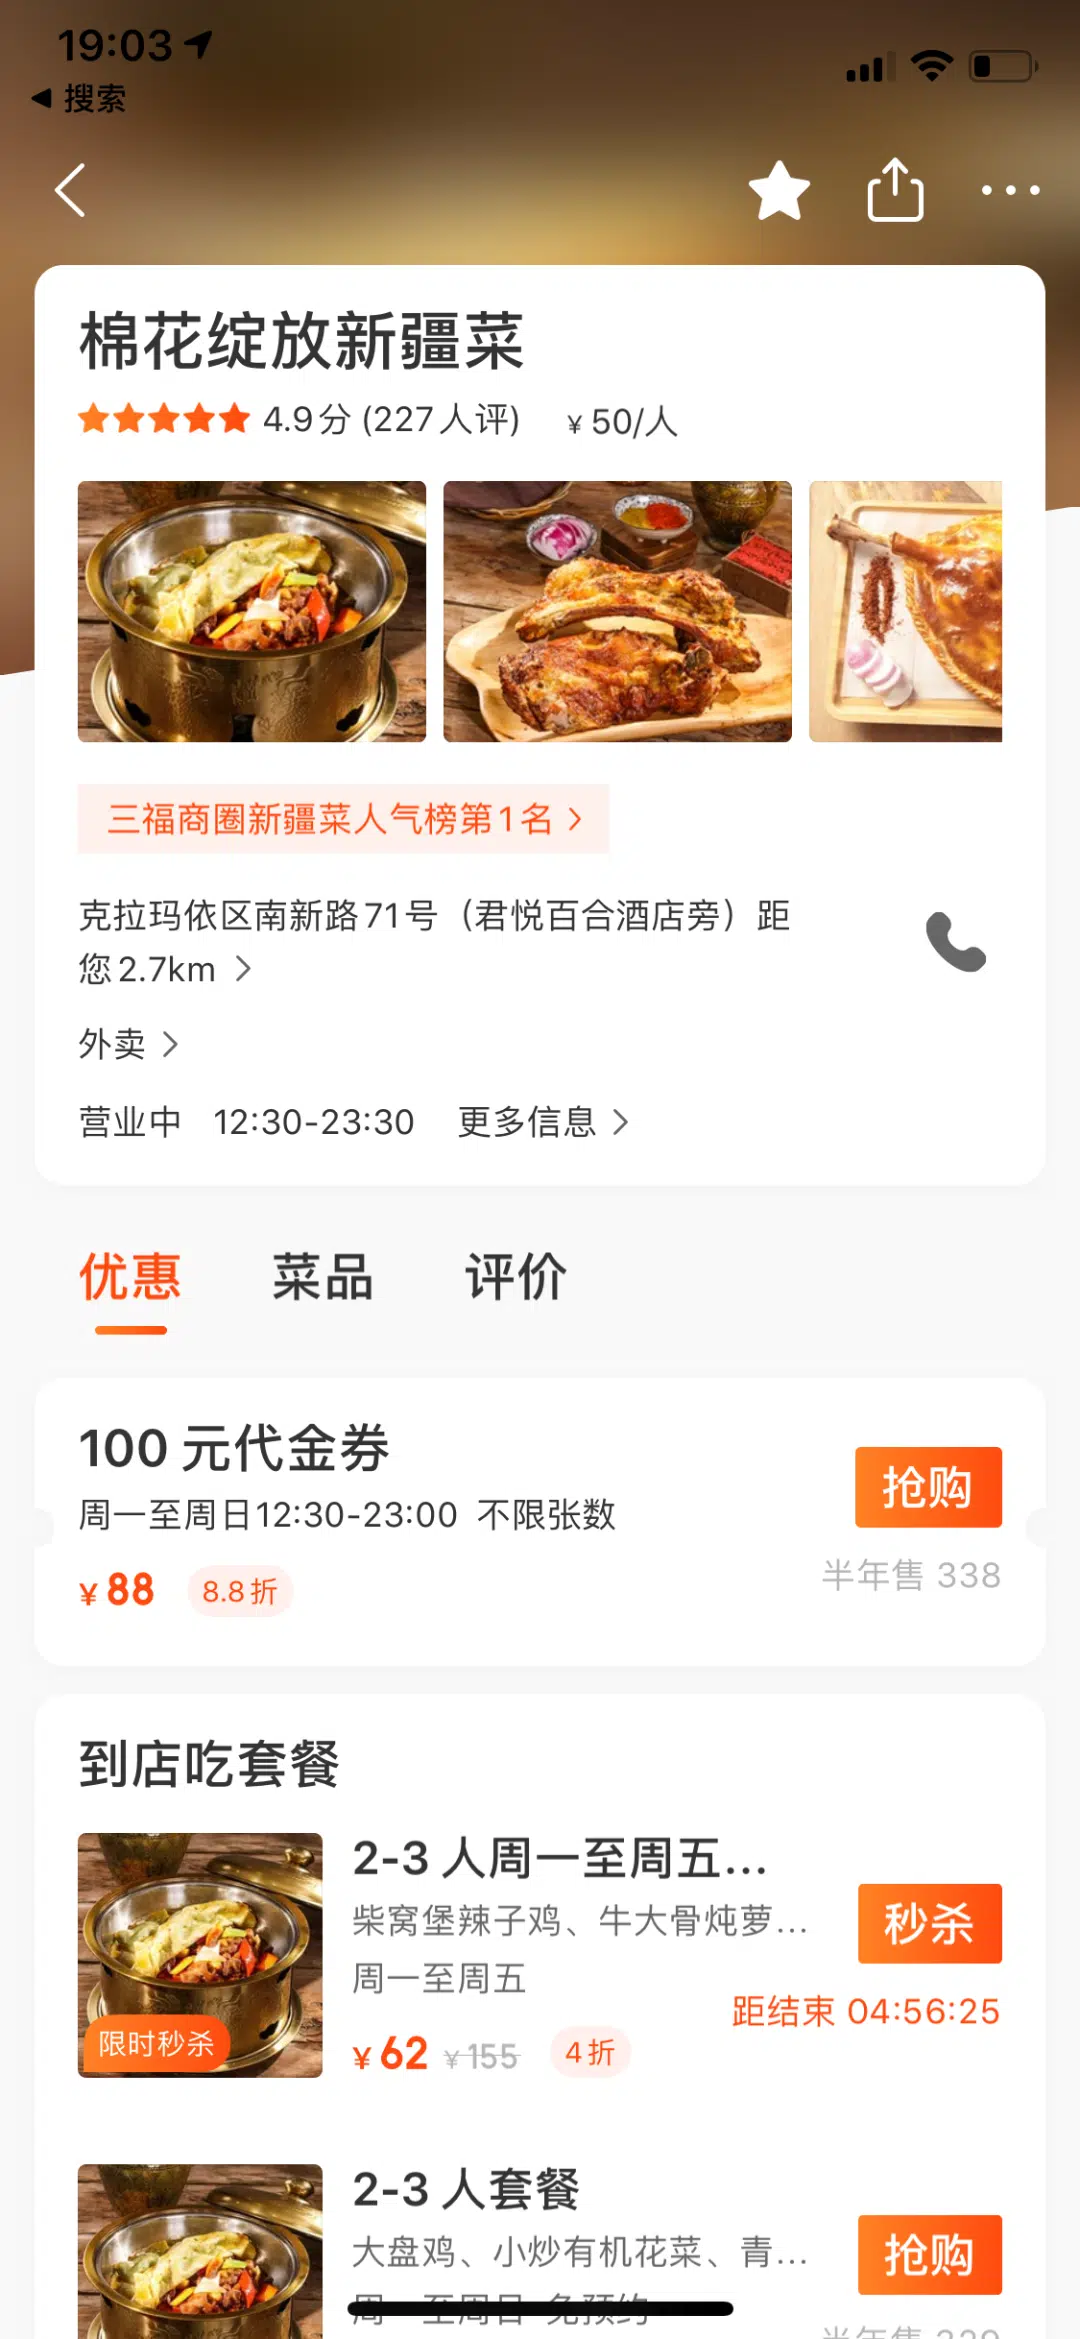 19:03
搜索
棉花绽放新疆菜
4.9分 (227人评) ¥50/人
三福商圈新疆菜人气榜第1名 >
克拉玛依区南新路71号（君悦百合酒店旁）距
您2.7km >
外卖 >
营业中 12:30-23:30 更多信息 >
优惠 菜品 评价
100元代金券
抢购
周一至周日12:30-23:00 不限张数
半年售 338
¥88 8.8折
到店吃套餐
2-3人周一至周五...
柴窝堡辣子鸡、牛大骨炖萝...
秒杀
周一至周五
距结束 04:56:25
限时秒杀
¥62 ¥155 4折
2-3人套餐
大盘鸡、小炒有机花菜、青...
抢购
周一至周日 免预约